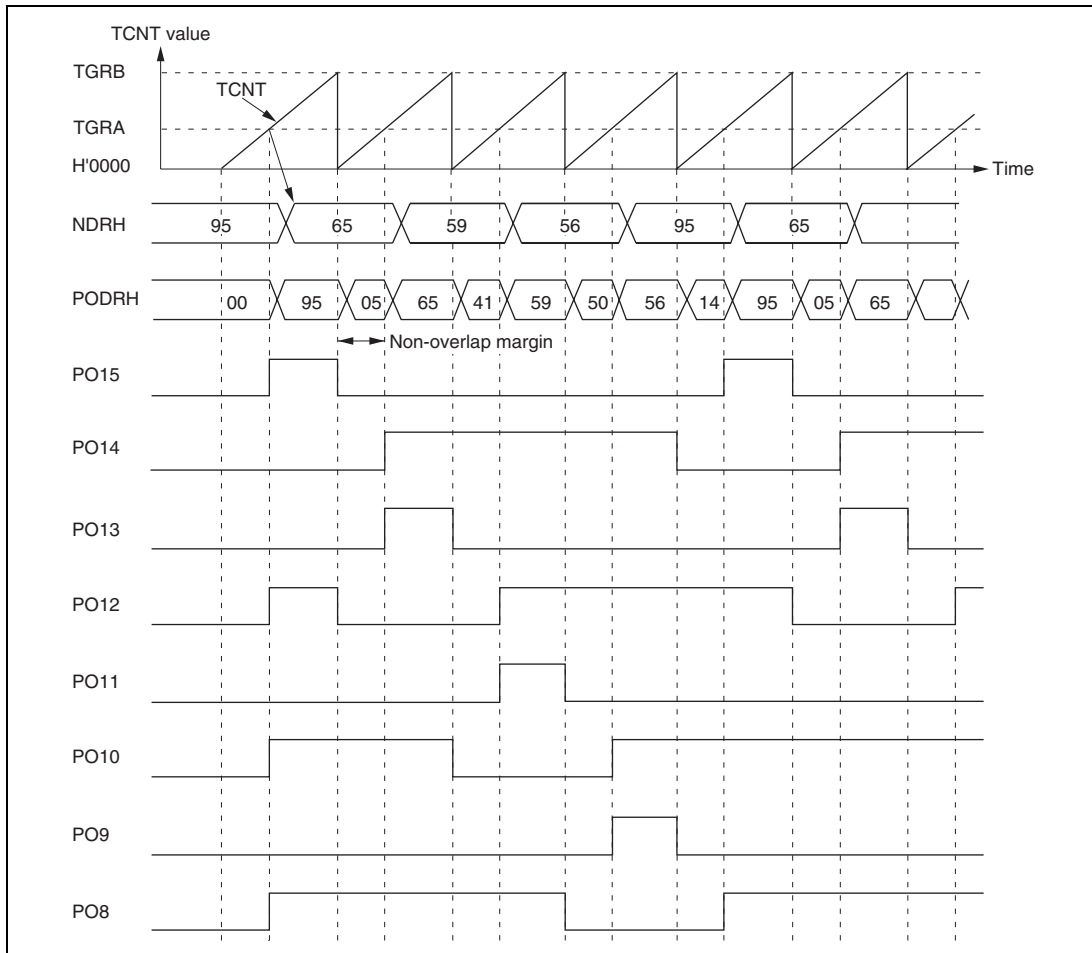 TCNT value
TGRB
TCNT
TGRA
H'0000
Time
NDRH
95 65 59 56 95 65
PODRH
00 95 05 65 41 59 50 56 14 95 05 65
Non-overlap margin
PO15
PO14
PO13
PO12
PO11
PO10
PO9
PO8